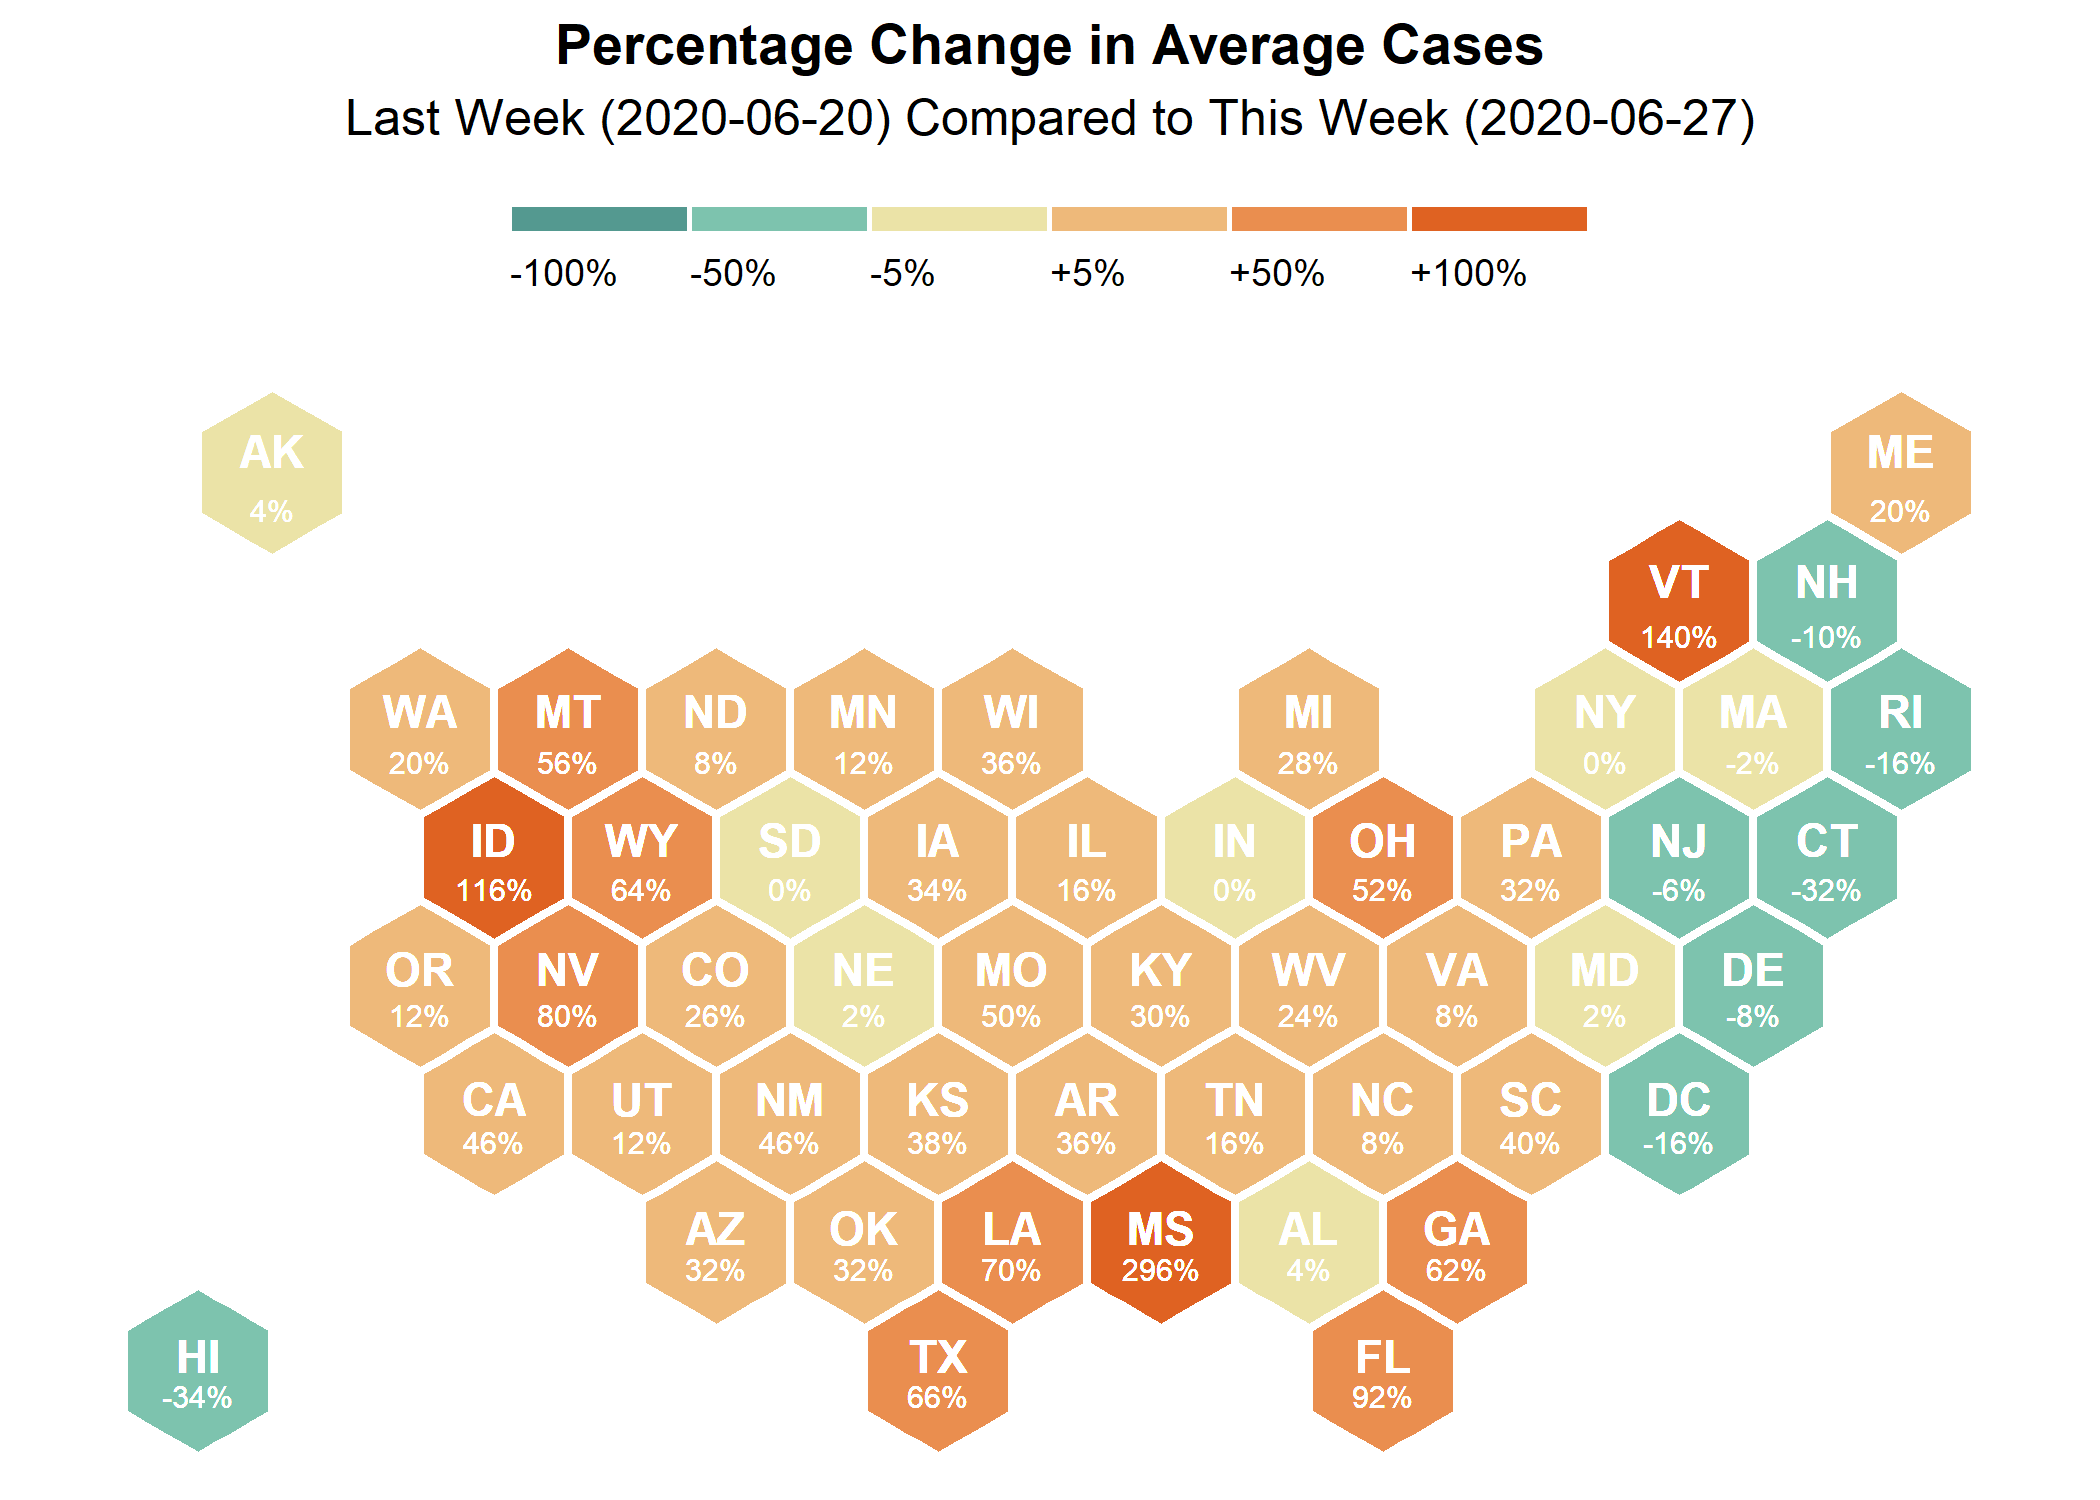 Percentage Change in Average Cases
Last Week (2020-06-20) Compared to This Week (2020-06-27)
-100% -50% -5% +5% +50% +100%
AK ME
4% 20%
VT NH
140% -10%
WA MT ND MN WI MI NY MA RI
20% 56% 8% 12% 36% 28% 0% -2% -16%
ID WY SD IA IL IN OH PA NJ CT
116% 64% 0% 34% 16% 0% 52% 32% -6% -32%
OR NV CO NE MO KY WV VA MD DE
12% 80% 26% 2% 50% 30% 24% 8% 2% -8%
CA UT NM KS AR TN NC SC DC
46% 12% 46% 38% 36% 16% 8% 40% -16%
AZ OK LA MS AL GA
32% 32% 70% 296% 4% 62%
HI TX FL
-34% 66% 92%